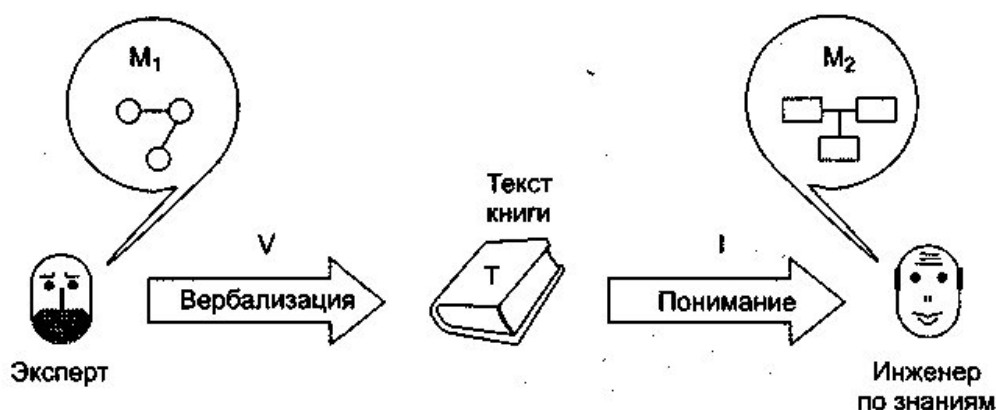 M₁
M₂
Текст
книги
V
I
T
Вербализация
Понимание
Эксперт
Инженер
по знаниям